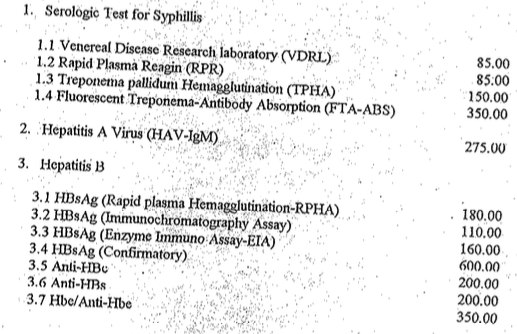 1. Serologic Test for Syphillis
1.1 Venereal Disease Research laboratory (VDRL) 85.00
1.2 Rapid Plasma Reagin (RPR) 85.00
1.3 Treponema pallidum Hemagglutination (TPHA) 150.00
1.4 Fluorescent Treponema-Antibody Absorption (FTA-ABS) 350.00
2. Hepatitis A Virus (HAV-IgM) 275.00
3. Hepatitis B
3.1 HBsAg (Rapid plasma Hemagglutination-RPHA) 180.00
3.2 HBsAg (Immunochromatography Assay) 110.00
3.3 HBsAg (Enzyme Immuno Assay-EIA) 160.00
3.4 HBsAg (Confirmatory) 600.00
3.5 Anti-HBc 200.00
3.6 Anti-HBs 200.00
3.7 Hbe/Anti-Hbe 350.00